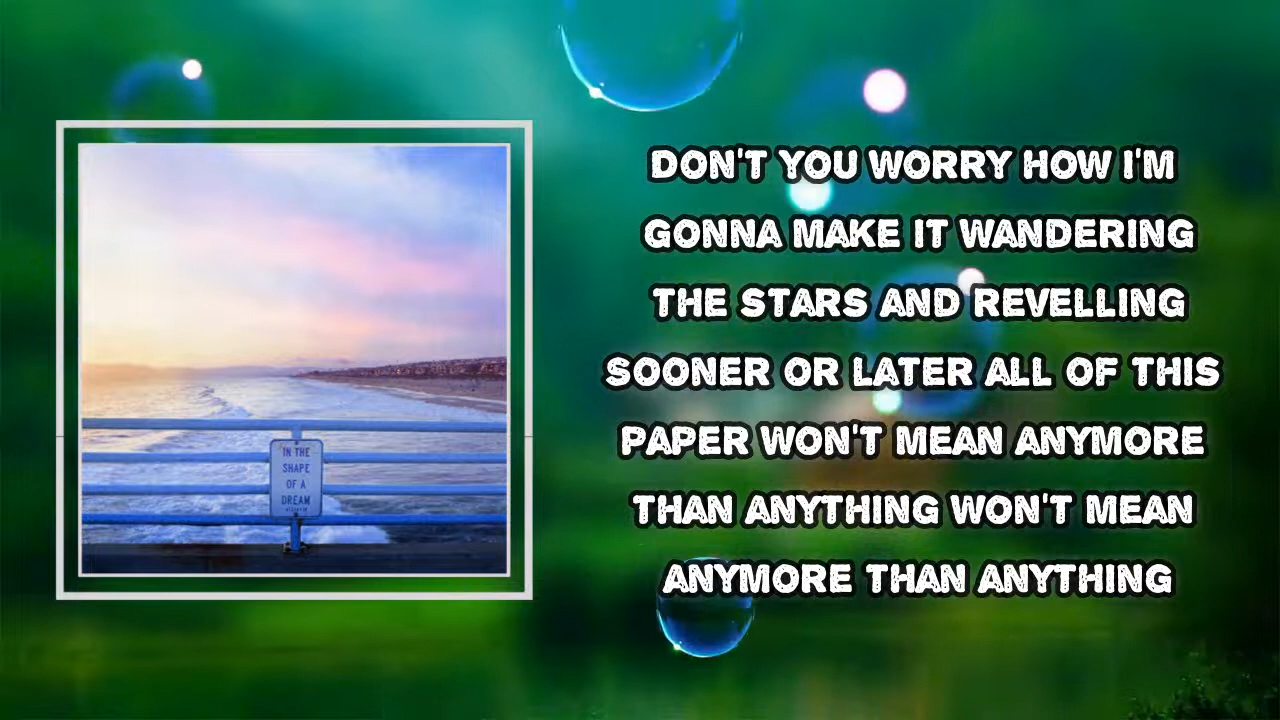 IN THE
SHAPE
OF A
DREAM
DON'T YOU WORRY HOW I'M
GONNA MAKE IT WANDERING
THE STARS AND REVELLING
SOONER OR LATER ALL OF THIS
PAPER WON'T MEAN ANYMORE
THAN ANYTHING WON'T MEAN
ANYMORE THAN ANYTHING